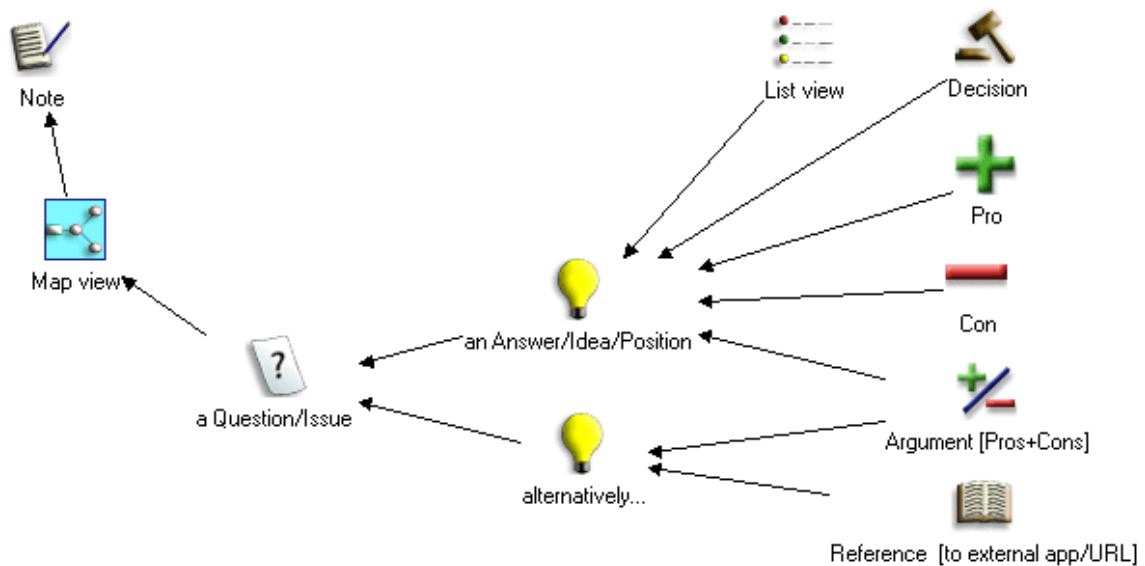 Note
List view
Decision
Pro
Map view
an Answer/Idea/Position
Con
?
a Question/Issue
Argument [Pros+Cons]
alternatively...
Reference [to external app/URL]